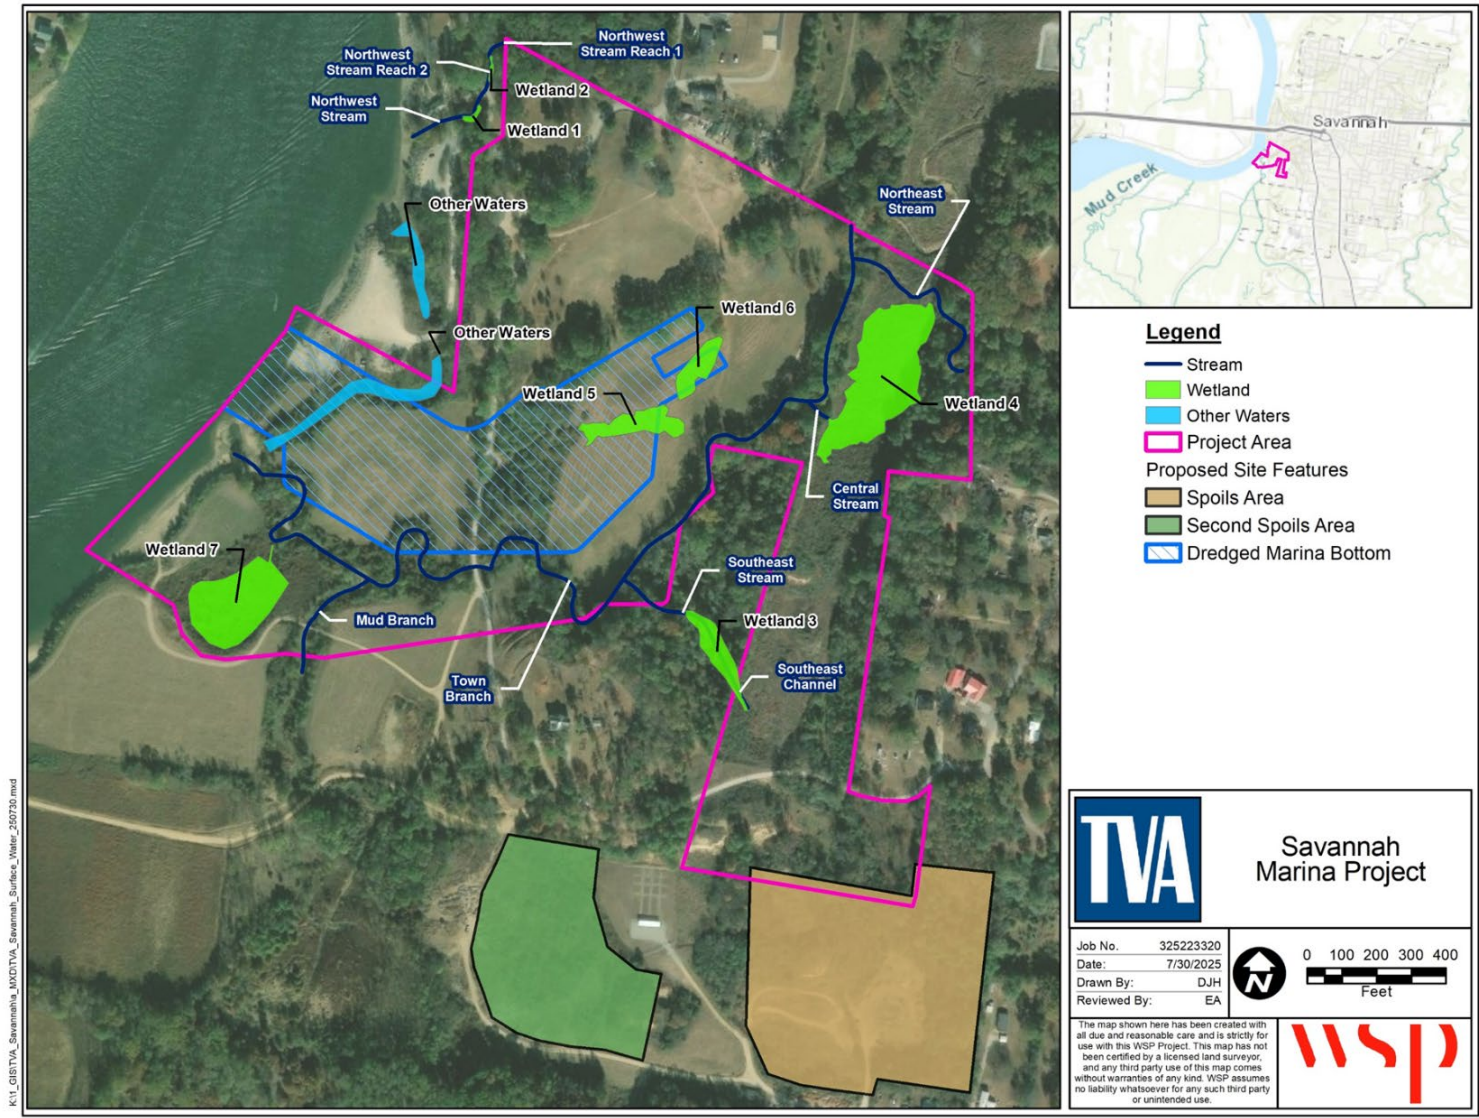 Northwest
Stream Reach 1
Northwest
Stream Reach 2
Wetland 2
Northwest
Stream
Wetland 1
Other Waters
Northeast
Stream
Wetland 6
Other Waters
Wetland 5
Wetland 4
Central
Stream
Wetland 7
Southeast
Stream
Mud Branch
Wetland 3
Southeast
Channel
Town
Branch
Savannah
Mud Creek
Legend
Stream
Wetland
Other Waters
Project Area
Proposed Site Features
Spoils Area
Second Spoils Area
Dredged Marina Bottom
TVA
Savannah
Marina Project
Job No. 325223320
Date: 7/30/2025
Drawn By: DJH
Reviewed By: EA
N
0 100 200 300 400
Feet
The map shown here has been created with
all due and reasonable care and is strictly for
use with this WSP Project. This map has not
been certified by a licensed land surveyor,
and any third party use of this map comes
without warranties of any kind. WSP assumes
no liability whatsoever for any such third party
or unintended use.
wsp